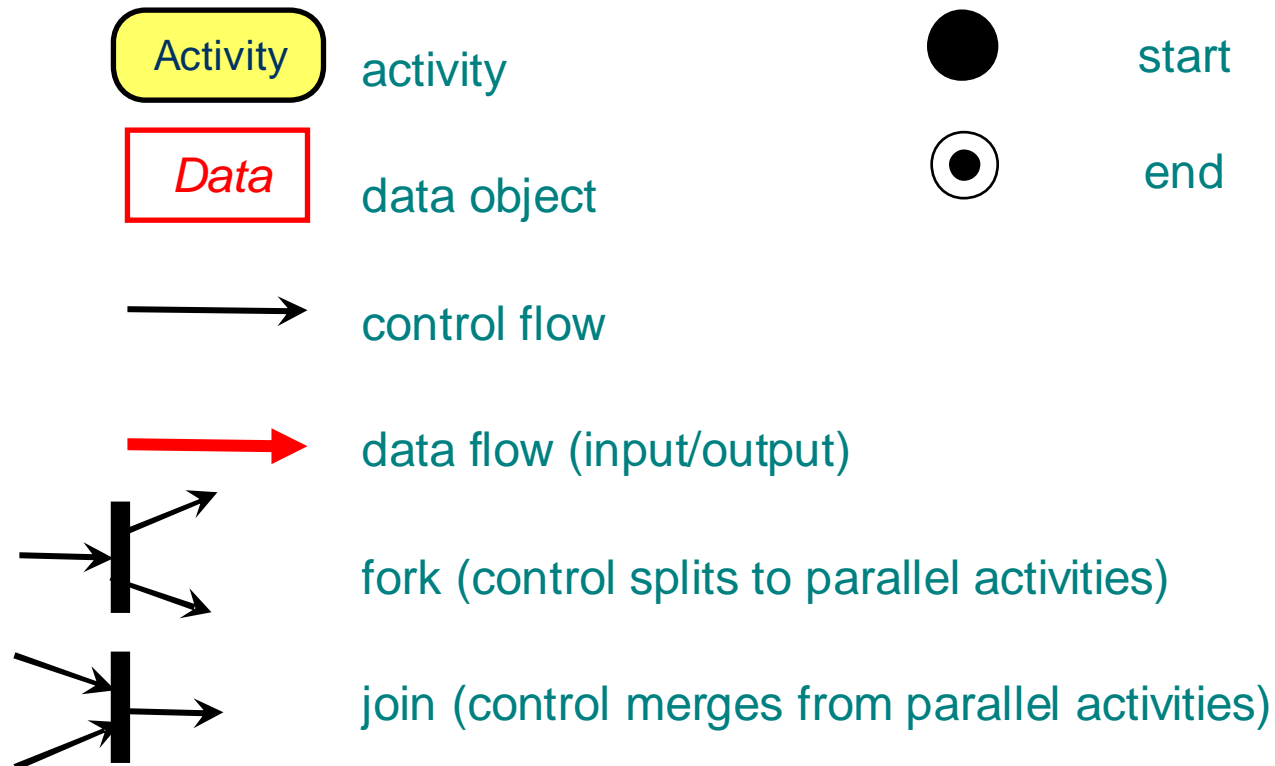 Activity
activity
start
Data
data object
end
control flow
data flow (input/output)
fork (control splits to parallel activities)
join (control merges from parallel activities)